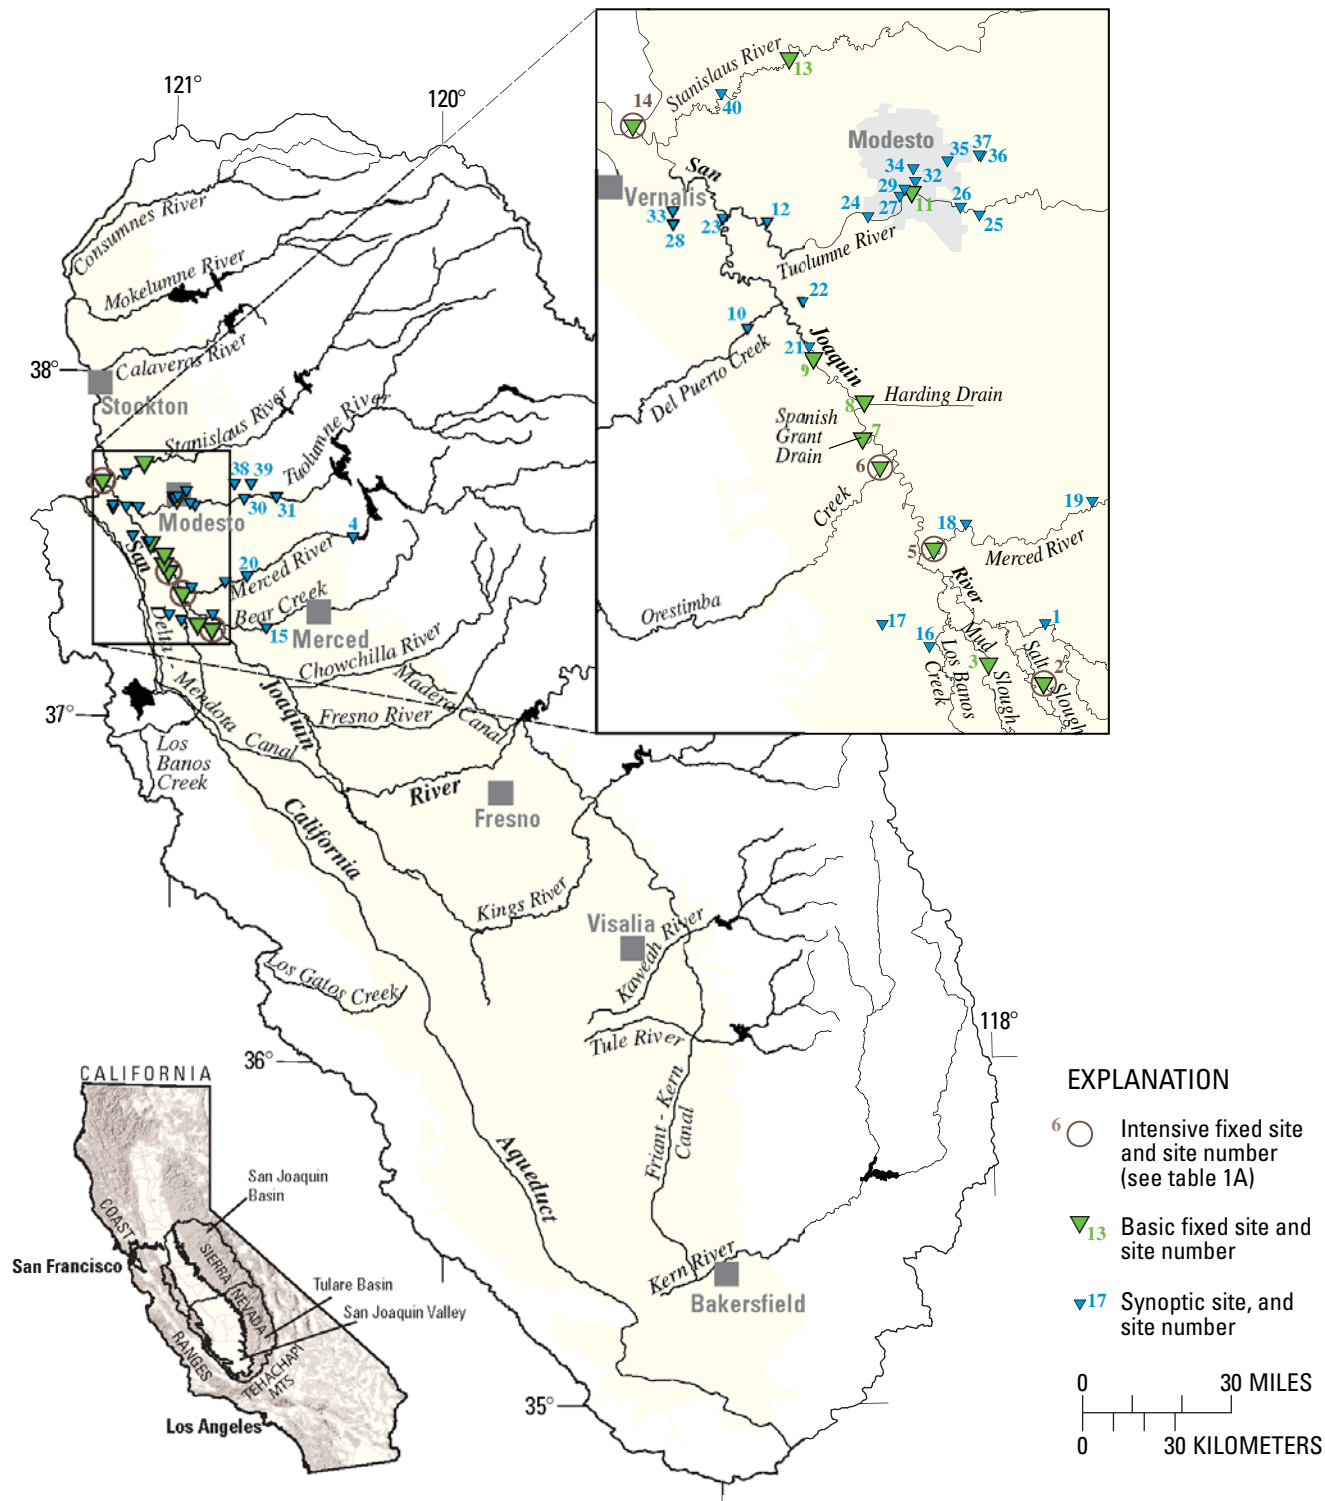 121°
120°
Consumnes River
Mokelumne River
Calaveras River
38°
Stockton
Stanislaus River
Tuolumne River
38
39
30
31
Modesto
4
San
20
Merced River
Bear Creek
15
Merced
Delta - Mendota Canal
Chowchilla River
Madera Canal
Joaquin
Fresno River
37°
Los
Banos
Creek
River
Fresno
California
Kings River
Visalia
Kaweah River
Los Gatos Creek
Tule River
118°
36°
Friant - Kern
Canal
Aqueduct
Kern River
Bakersfield
35°
Stanislaus River
13
40
14
Modesto
San
Vernalis
34
35
37
36
32
29
27
11
24
26
25
33
28
23
12
Tuolumne River
22
10
21
Joaquin
9
Del Puerto Creek
8
Harding Drain
Spanish
Grant
Drain
7
6
Creek
19
18
5
Merced River
River
Orestimba
17
16
1
Mud
Slough
3
Salt
Slough
2
Los Banos
Creek
CALIFORNIA
San Joaquin
Basin
COAST
RANGES
SIERRA NEVADA
San Francisco
Tulare Basin
San Joaquin Valley
TEHACHAPI
MTS
Los Angeles
EXPLANATION
6
Intensive fixed site
and site number
(see table 1A)
13
Basic fixed site and
site number
17
Synoptic site, and
site number
0 30 MILES
0 30 KILOMETERS